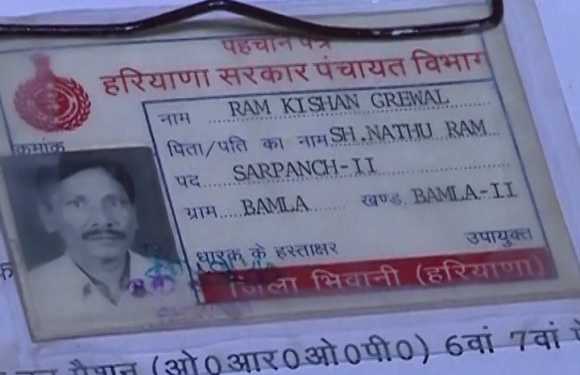 पहचान पत्र
हरियाणा सरकार पंचायत विभाग
क्रमांक
नाम RAM KISHAN GREWAL
पिता/पति का नाम SH.NATHU RAM
पद SARPANCH-II
ग्राम BAMLA खण्ड BAMLA-II
धारक के हस्ताक्षर उपायुक्त
जिला भिवानी (हरियाणा)
पैंशन (ओ0आर0ओ0पी0) 6वां 7वां